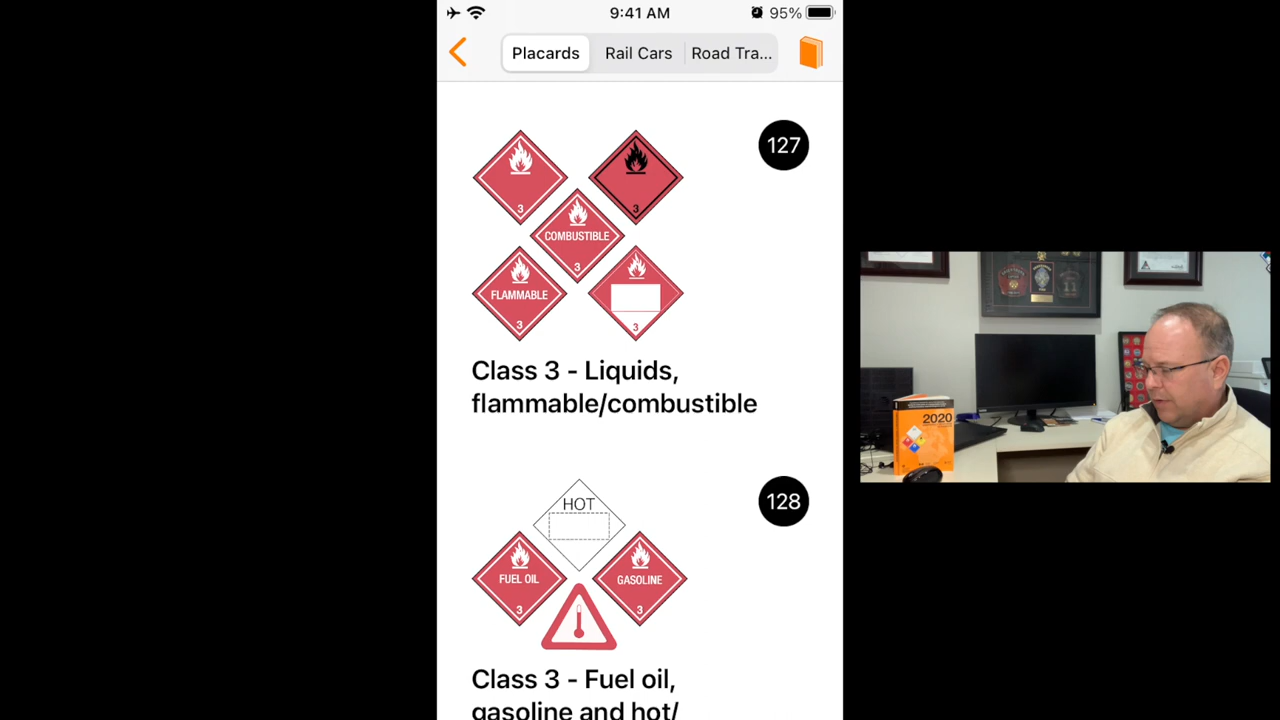 9:41 AM
95%
Placards
Rail Cars
Road Tra...
127
3
3
COMBUSTIBLE
3
FLAMMABLE
3
3
Class 3 - Liquids,
flammable/combustible
128
HOT
FUEL OIL
3
GASOLINE
3
Class 3 - Fuel oil,
gasoline and hot/
2020